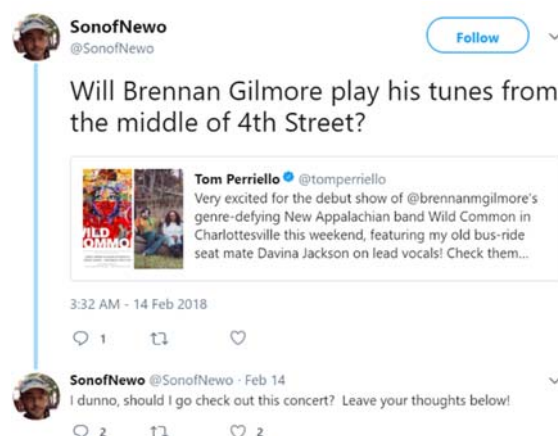 SonofNewo
@SonofNewo
Follow
Will Brennan Gilmore play his tunes from
the middle of 4th Street?
Tom Perriello @tomperriello
Very excited for the debut show of @brennanmgilmore's
genre-defying New Appalachian band Wild Common in
Charlottesville this weekend, featuring my old bus-ride
seat mate Davina Jackson on lead vocals! Check them...
3:32 AM - 14 Feb 2018
1
SonofNewo @SonofNewo · Feb 14
I dunno, should I go check out this concert? Leave your thoughts below!
2 2